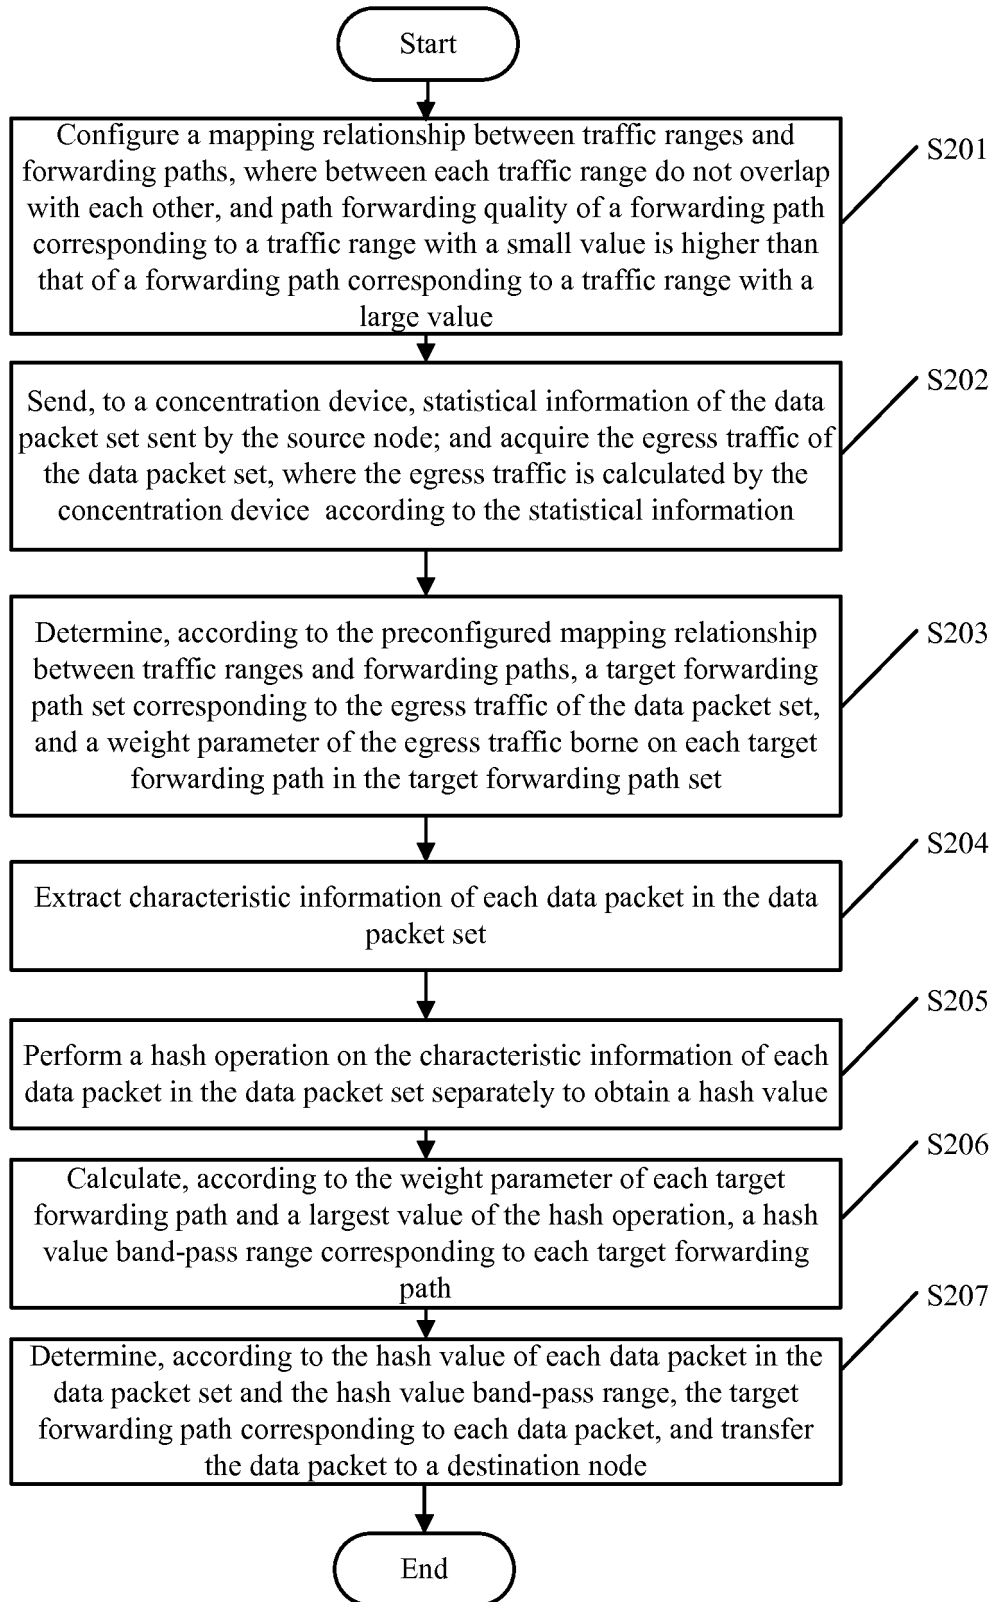 Start
Configure a mapping relationship between traffic ranges and
forwarding paths, where between each traffic range do not overlap
with each other, and path forwarding quality of a forwarding path
corresponding to a traffic range with a small value is higher than
that of a forwarding path corresponding to a traffic range with a
large value
S201
Send, to a concentration device, statistical information of the data
packet set sent by the source node; and acquire the egress traffic of
the data packet set, where the egress traffic is calculated by the
concentration device according to the statistical information
S202
Determine, according to the preconfigured mapping relationship
between traffic ranges and forwarding paths, a target forwarding
path set corresponding to the egress traffic of the data packet set,
and a weight parameter of the egress traffic borne on each target
forwarding path in the target forwarding path set
S203
Extract characteristic information of each data packet in the data
packet set
S204
Perform a hash operation on the characteristic information of each
data packet in the data packet set separately to obtain a hash value
S205
Calculate, according to the weight parameter of each target
forwarding path and a largest value of the hash operation, a hash
value band-pass range corresponding to each target forwarding
path
S206
Determine, according to the hash value of each data packet in the
data packet set and the hash value band-pass range, the target
forwarding path corresponding to each data packet, and transfer
the data packet to a destination node
S207
End